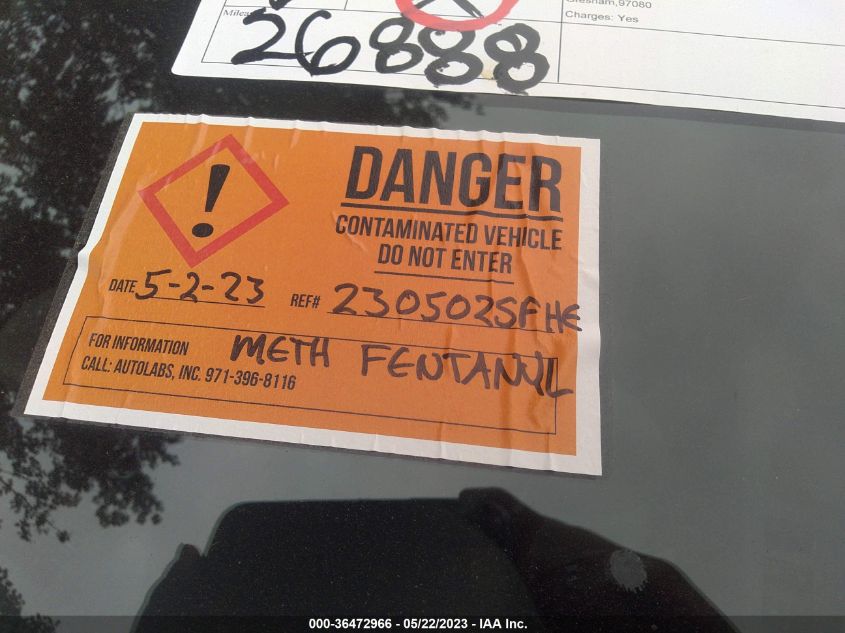 Gresham,97080
Charges: Yes
26888
!
DANGER
CONTAMINATED VEHICLE
DO NOT ENTER
DATE 5-2-23 REF# 230502SFHE
FOR INFORMATION METH FENTANYL
CALL: AUTOLABS, INC. 971-396-8116
000-36472966 - 05/22/2023 - IAA Inc.